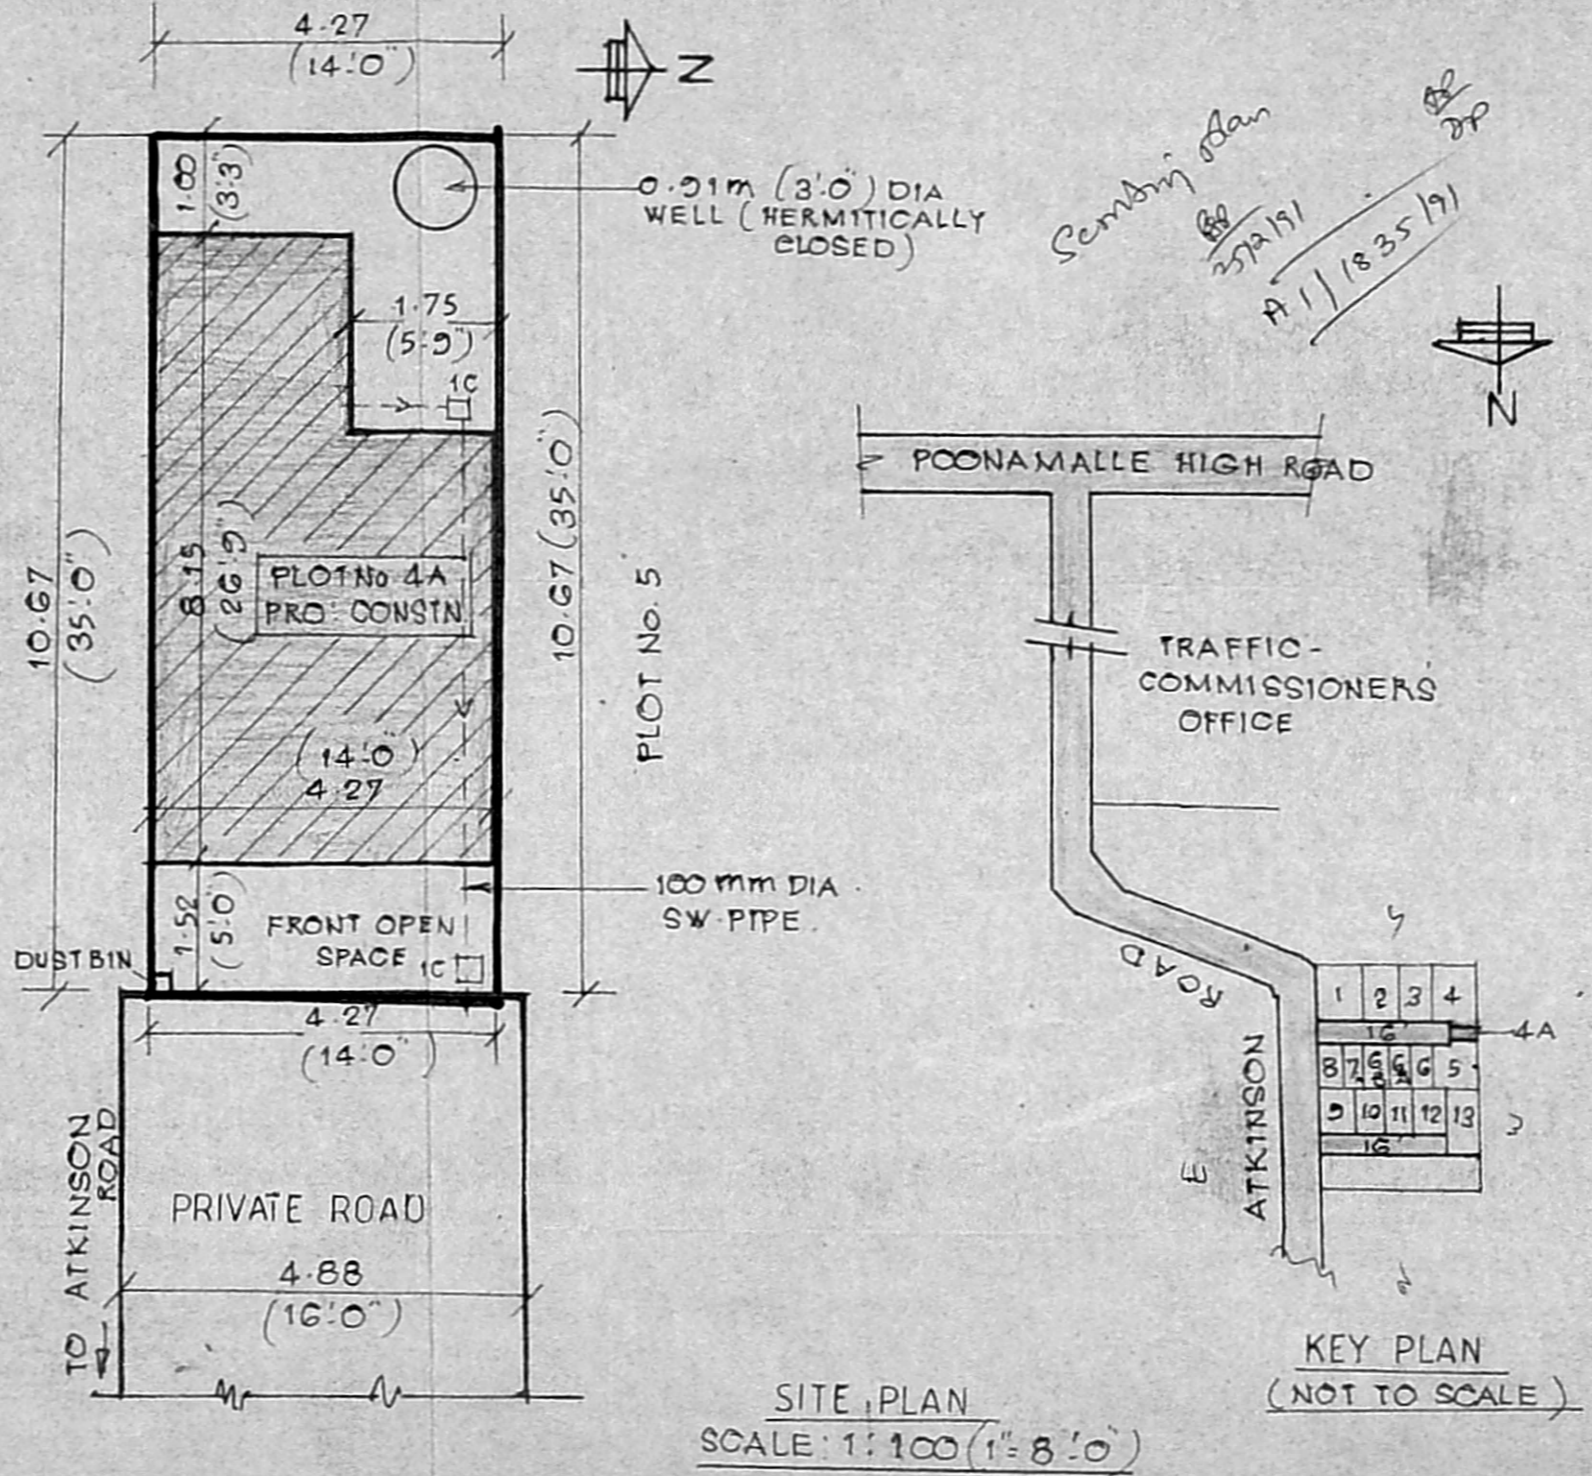 4.27
(14'.0")
N
1.00
(3'.3")
0.91m (3'.0") DIA
WELL (HERMITICALLY
CLOSED)
1.75
(5'.9")
1C
10.67
(35'.0")
8.15
(26'.9")
PLOT No 4A
PRO: CONSTN
10.67 (35'.0")
PLOT No. 5
(14'.0")
4.27
100 mm DIA
SW. PIPE.
1.52
(5'.0")
FRONT OPEN
SPACE
1C
DUSTBIN
4.27
(14'.0")
TO ATKINSON
ROAD
PRIVATE ROAD
4.88
(16'.0")
SITE PLAN
SCALE: 1:100 (1"= 8'.0")
plan
A 1/1835/91
N
POONAMALLE HIGH ROAD
TRAFFIC-
COMMISSIONERS'
OFFICE
ROAD
ATKINSON
E
1 2 3 4
16'
4A
8 7 6 6 6 5
9 10 11 12 13
16'
KEY PLAN
(NOT TO SCALE)